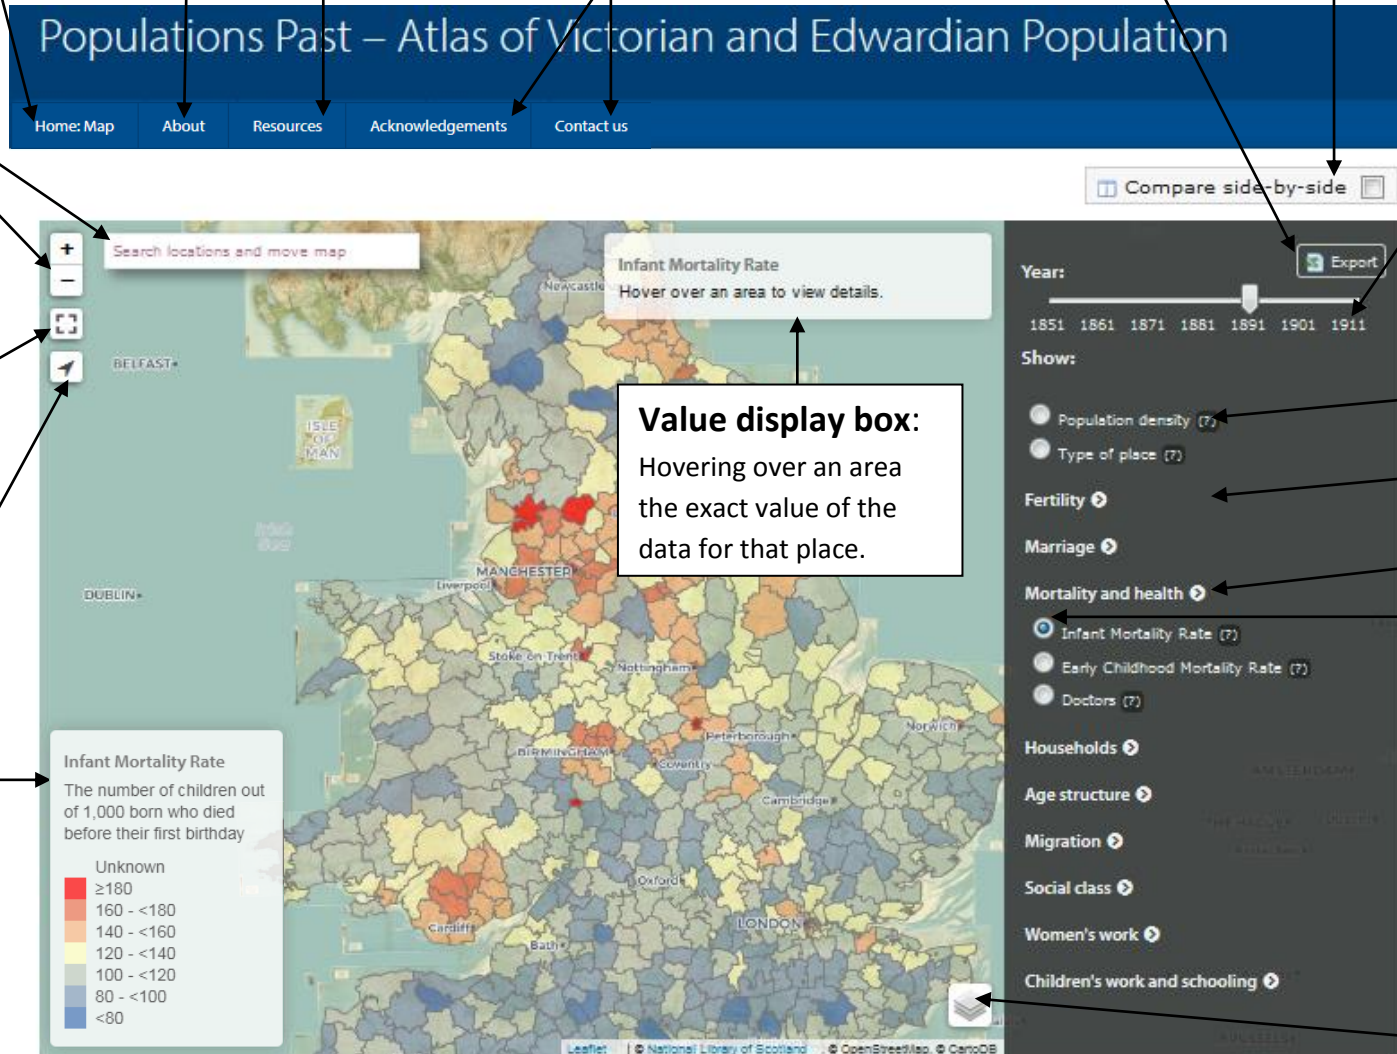 Populations Past – Atlas of Victorian and Edwardian Population
Home: Map About Resources Acknowledgements Contact us
Compare side-by-side
+
−
Search locations and move map
Infant Mortality Rate
Hover over an area to view details.
Export
Year:
1851 1861 1871 1881 1891 1901 1911
Show:
Population density (?)
Type of place (?)
Fertility
Marriage
Mortality and health
Infant Mortality Rate (?)
Early Childhood Mortality Rate (?)
Doctors (?)
Households
Age structure
Migration
Social class
Women's work
Children's work and schooling
Value display box:
Hovering over an area
the exact value of the
data for that place.
Newcastle
BELFAST
ISLE
OF
MAN
Irish
Sea
DUBLIN
MANCHESTER
Liverpool
Stoke on Trent
Nottingham
Norwich
Peterborough
BIRMINGHAM
Coventry
Cambridge
Oxford
Cardiff
LONDON
Bath
AMSTERDAM
Infant Mortality Rate
The number of children out
of 1,000 born who died
before their first birthday
Unknown
≥180
160 - <180
140 - <160
120 - <140
100 - <120
80 - <100
<80
Leaflet | © National Library of Scotland , © OpenStreetMap, © CartoDB